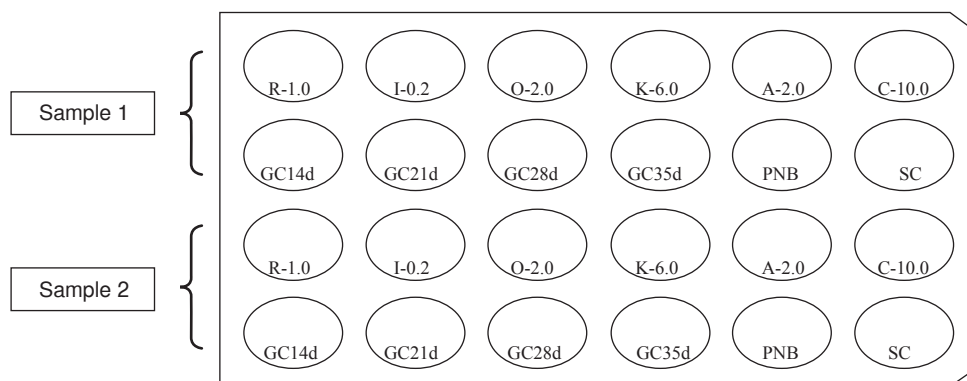 R-1.0 I-0.2 O-2.0 K-6.0 A-2.0 C-10.0
Sample 1
GC14d GC21d GC28d GC35d PNB SC
R-1.0 I-0.2 O-2.0 K-6.0 A-2.0 C-10.0
Sample 2
GC14d GC21d GC28d GC35d PNB SC